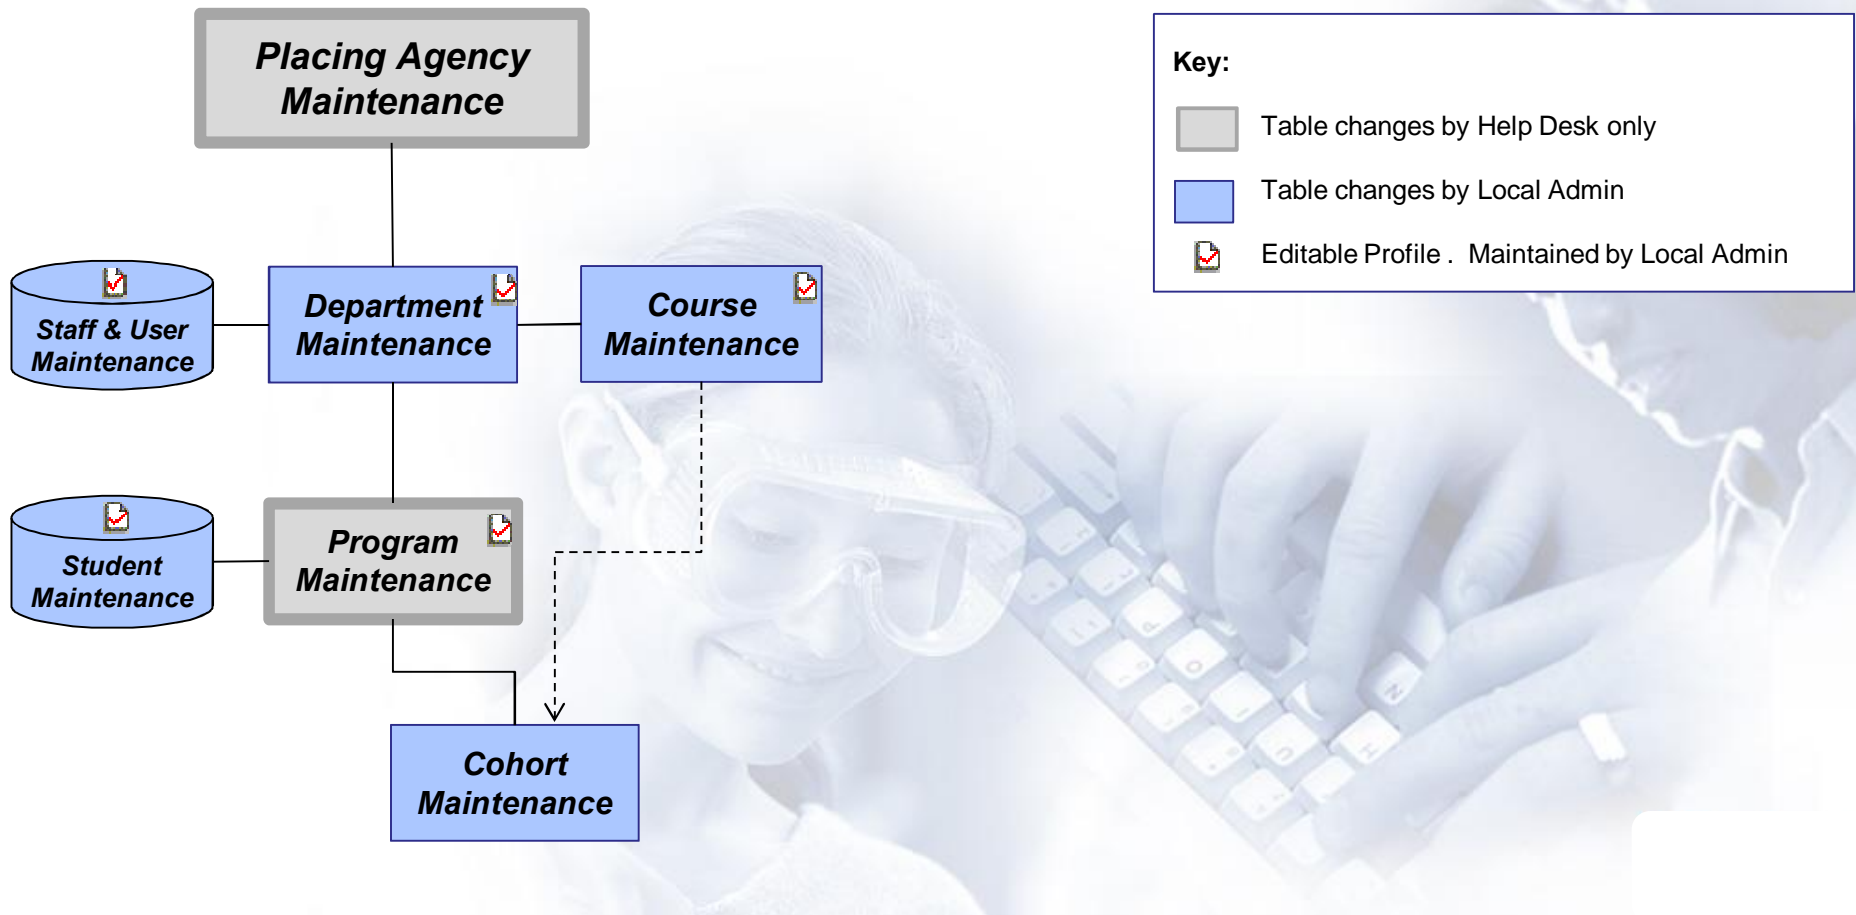 Placing Agency
Maintenance
Key:
Table changes by Help Desk only
Table changes by Local Admin
Editable Profile .  Maintained by Local Admin
Staff & User
Maintenance
Department
Maintenance
Course
Maintenance
Student
Maintenance
Program
Maintenance
Cohort
Maintenance